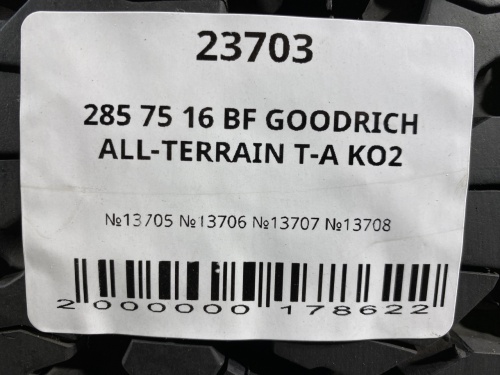 23703
285 75 16 BF GOODRICH
ALL-TERRAIN T-A KO2
№13705 №13706 №13707 №13708
2 000000 178622